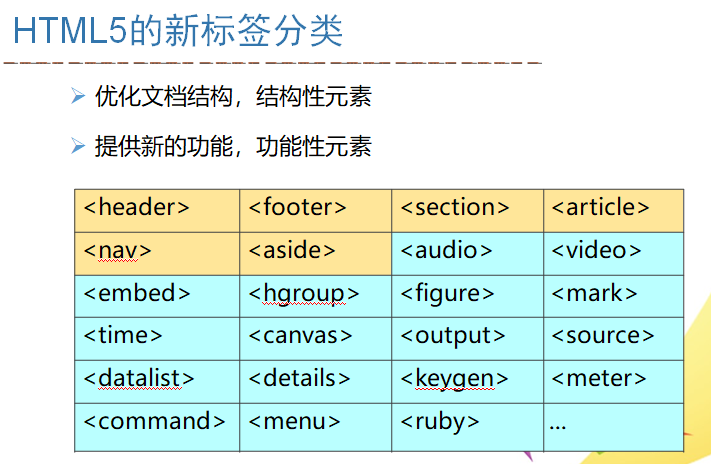 HTML5的新标签分类
优化文档结构，结构性元素
提供新的功能，功能性元素
<header> <footer> <section> <article>
<nav> <aside> <audio> <video>
<embed> <hgroup> <figure> <mark>
<time> <canvas> <output> <source>
<datalist> <details> <keygen> <meter>
<command> <menu> <ruby> ...